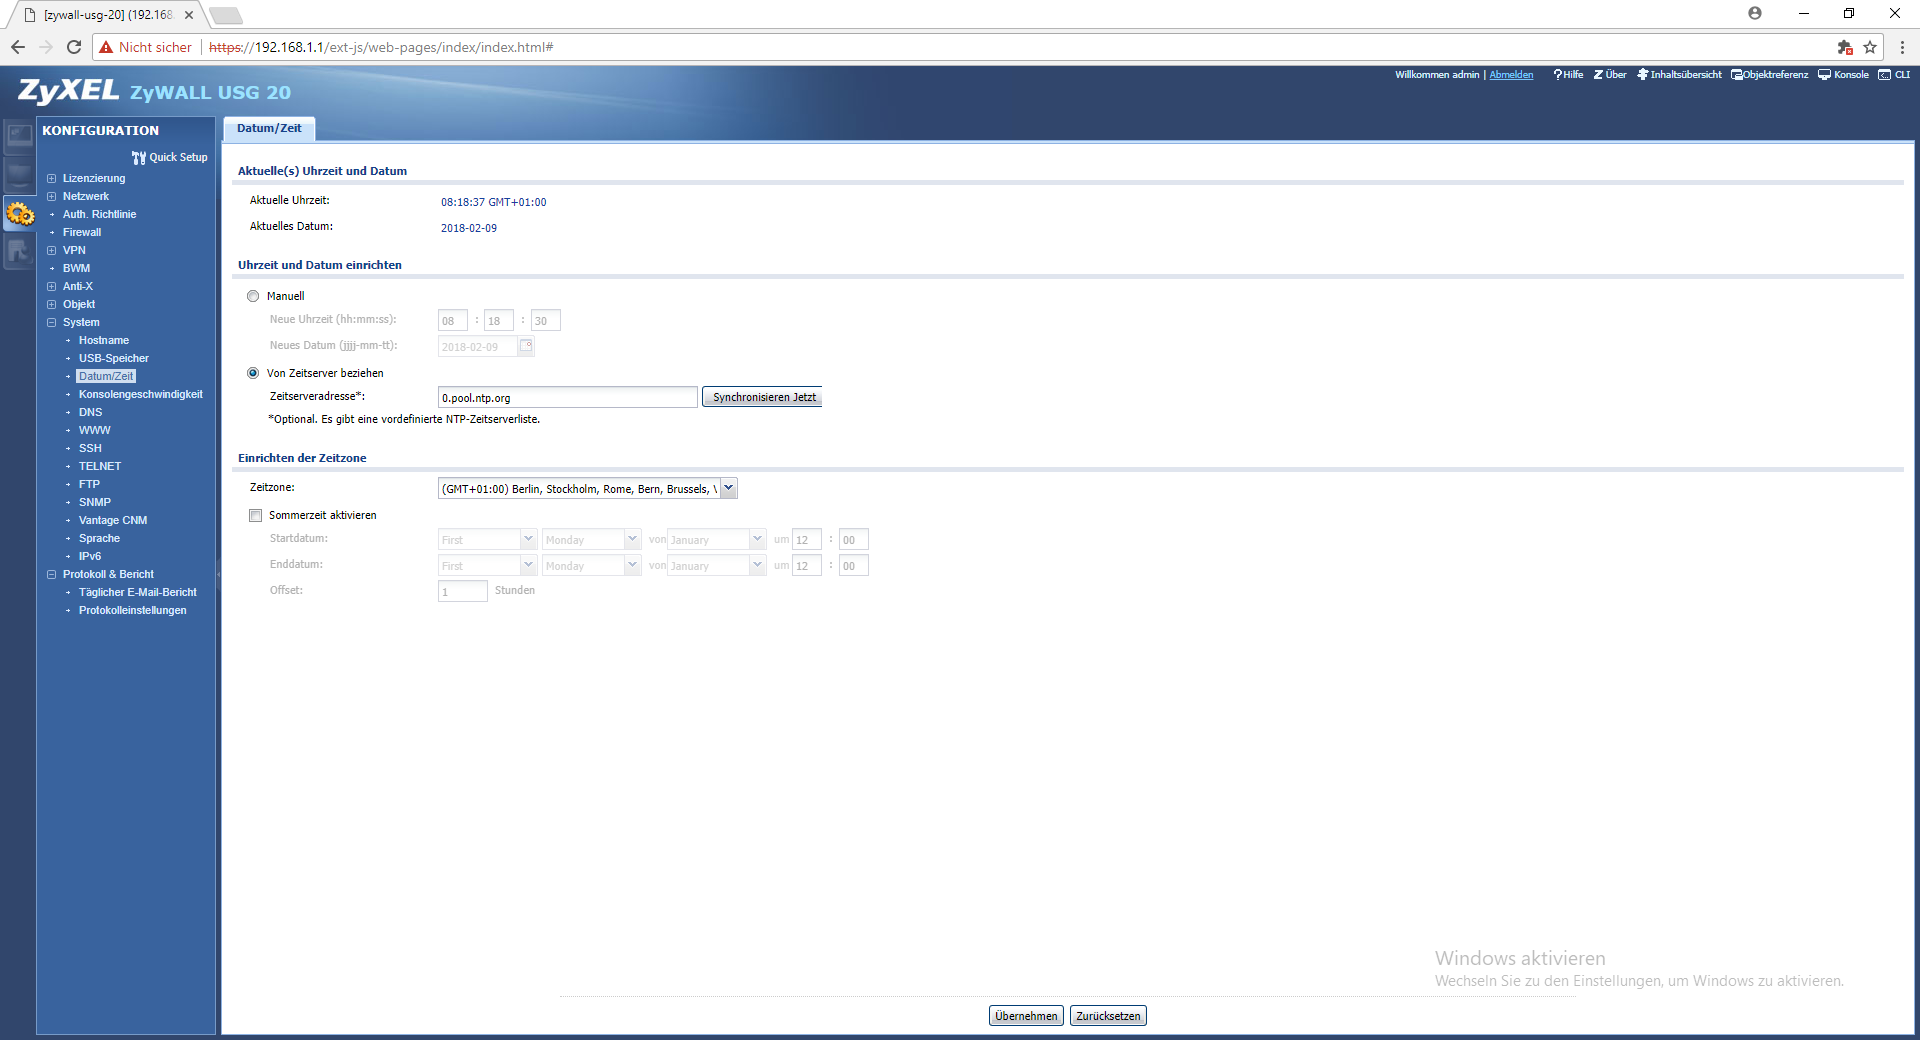 [zywall-usg-20] (192.168
Nicht sicher https://192.168.1.1/ext-js/web-pages/index/index.html#
ZyXEL ZyWALL USG 20
Willkommen admin | Abmelden ?Hilfe Z Über Inhaltsübersicht Objektreferenz Konsole CLI
KONFIGURATION
Quick Setup
Lizenzierung
Netzwerk
Auth. Richtlinie
Firewall
VPN
BWM
Anti-X
Objekt
System
Hostname
USB-Speicher
Datum/Zeit
Konsolengeschwindigkeit
DNS
WWW
SSH
TELNET
FTP
SNMP
Vantage CNM
Sprache
IPv6
Protokoll & Bericht
Täglicher E-Mail-Bericht
Protokolleinstellungen
Datum/Zeit
Aktuelle(s) Uhrzeit und Datum
Aktuelle Uhrzeit: 08:18:37 GMT+01:00
Aktuelles Datum: 2018-02-09
Uhrzeit und Datum einrichten
Manuell
Neue Uhrzeit (hh:mm:ss): 08 : 18 : 30
Neues Datum (jjjj-mm-tt): 2018-02-09
Von Zeitserver beziehen
Zeitserveradresse*: 0.pool.ntp.org Synchronisieren Jetzt
*Optional. Es gibt eine vordefinierte NTP-Zeitserverliste.
Einrichten der Zeitzone
Zeitzone: (GMT+01:00) Berlin, Stockholm, Rome, Bern, Brussels,
Sommerzeit aktivieren
Startdatum: First Monday von January um 12 : 00
Enddatum: First Monday von January um 12 : 00
Offset: 1 Stunden
Windows aktivieren
Wechseln Sie zu den Einstellungen, um Windows zu aktivieren.
Übernehmen Zurücksetzen